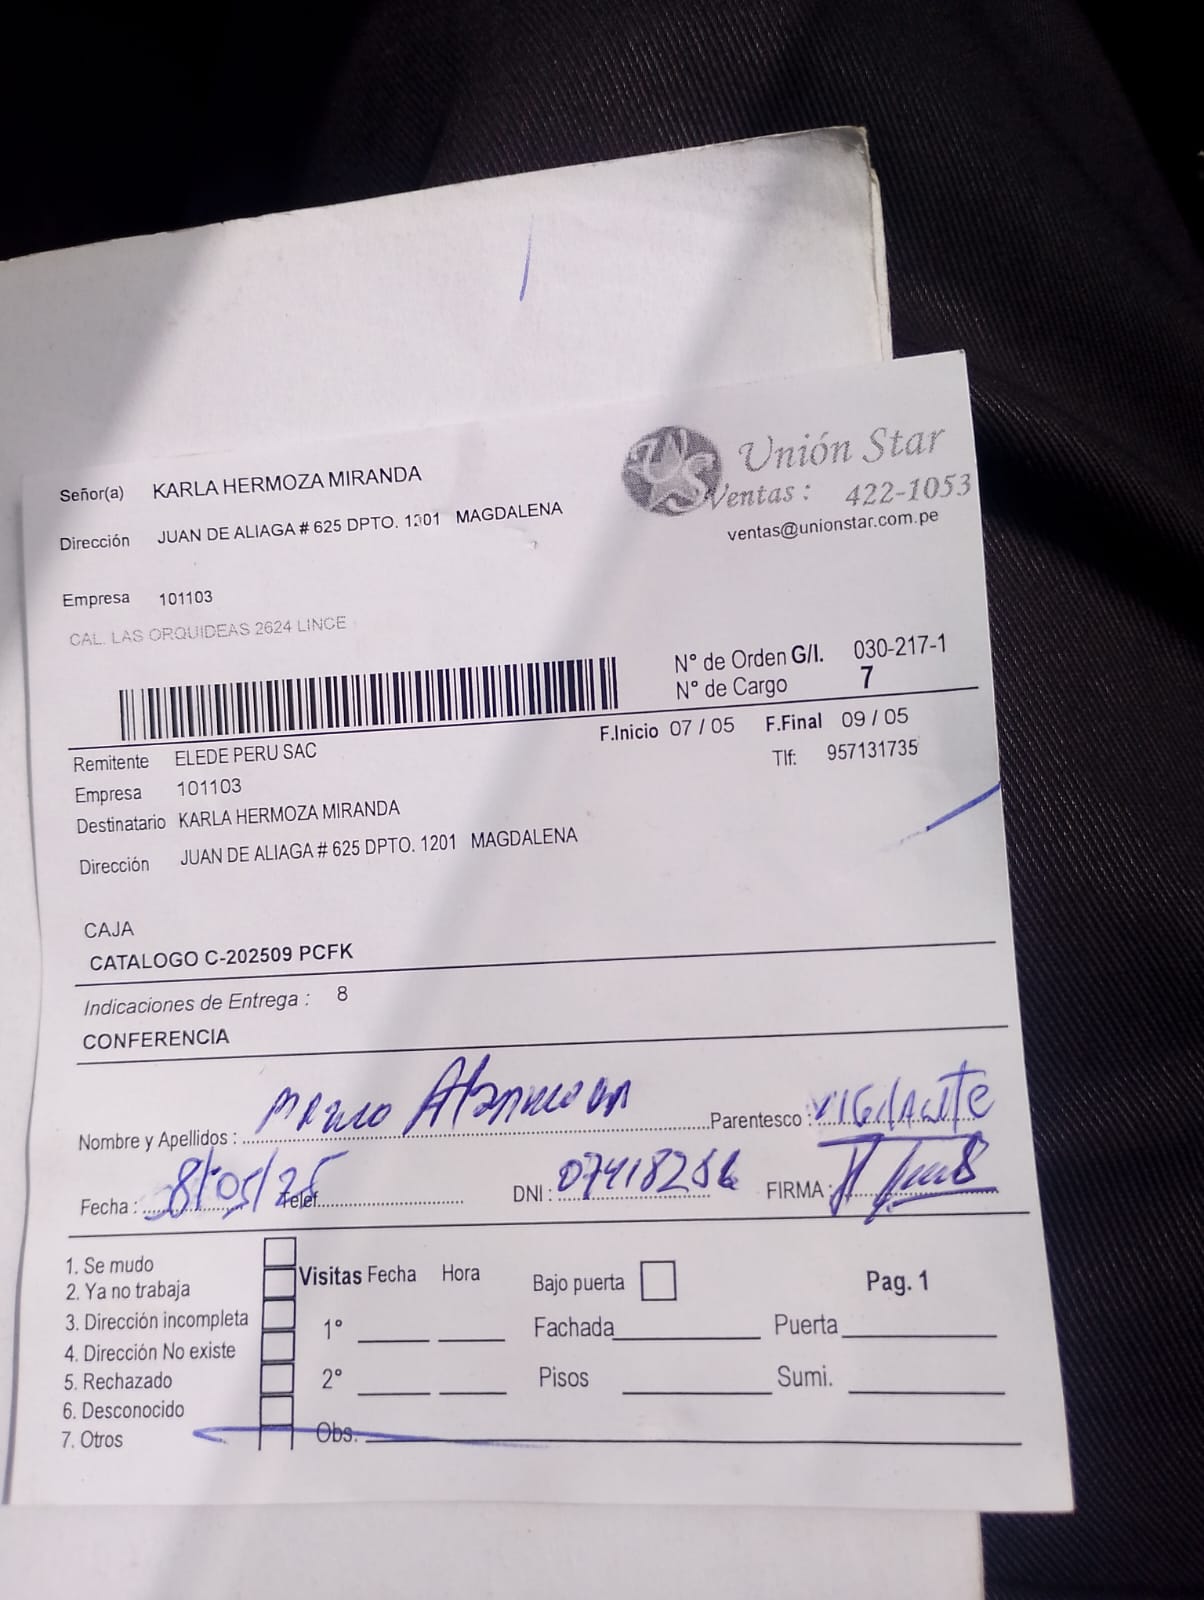 Señor(a) KARLA HERMOZA MIRANDA
Unión Star
Dirección JUAN DE ALIAGA # 625 DPTO. 1201 MAGDALENA
Ventas : 422-1053
ventas@unionstar.com.pe
Empresa 101103
CAL. LAS ORQUIDEAS 2624 LINCE
N° de Orden G/I. 030-217-1
N° de Cargo 7
F.Inicio 07 / 05 F.Final 09 / 05
Remitente ELEDE PERU SAC
Tlf: 957131735
Empresa 101103
Destinatario KARLA HERMOZA MIRANDA
Dirección JUAN DE ALIAGA # 625 DPTO. 1201 MAGDALENA
CAJA
CATALOGO C-202509 PCFK
Indicaciones de Entrega : 8
CONFERENCIA
Nombre y Apellidos : Parentesco : VIGILANTE
Fecha : 8/05/25 Telef. DNI : FIRMA :
1. Se mudo
2. Ya no trabaja
3. Dirección incompleta
4. Dirección No existe
5. Rechazado
6. Desconocido
7. Otros
Visitas Fecha Hora Bajo puerta Pag. 1
1° Fachada Puerta
2° Pisos Sumi.
Obs.